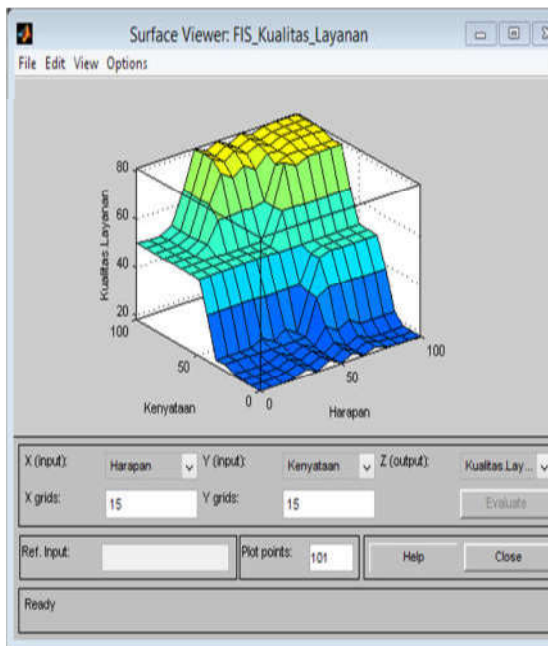 Surface Viewer: FIS_Kualitas_Layanan
File Edit View Options
80
60
40
20
Kualitas.Layanan
100
50
0
Kenyataan
0
50
100
Harapan
X (input): Harapan Y (input): Kenyataan Z (output): Kualitas.Lay...
X grids: 15 Y grids: 15 Evaluate
Ref. Input: Plot points: 101 Help Close
Ready